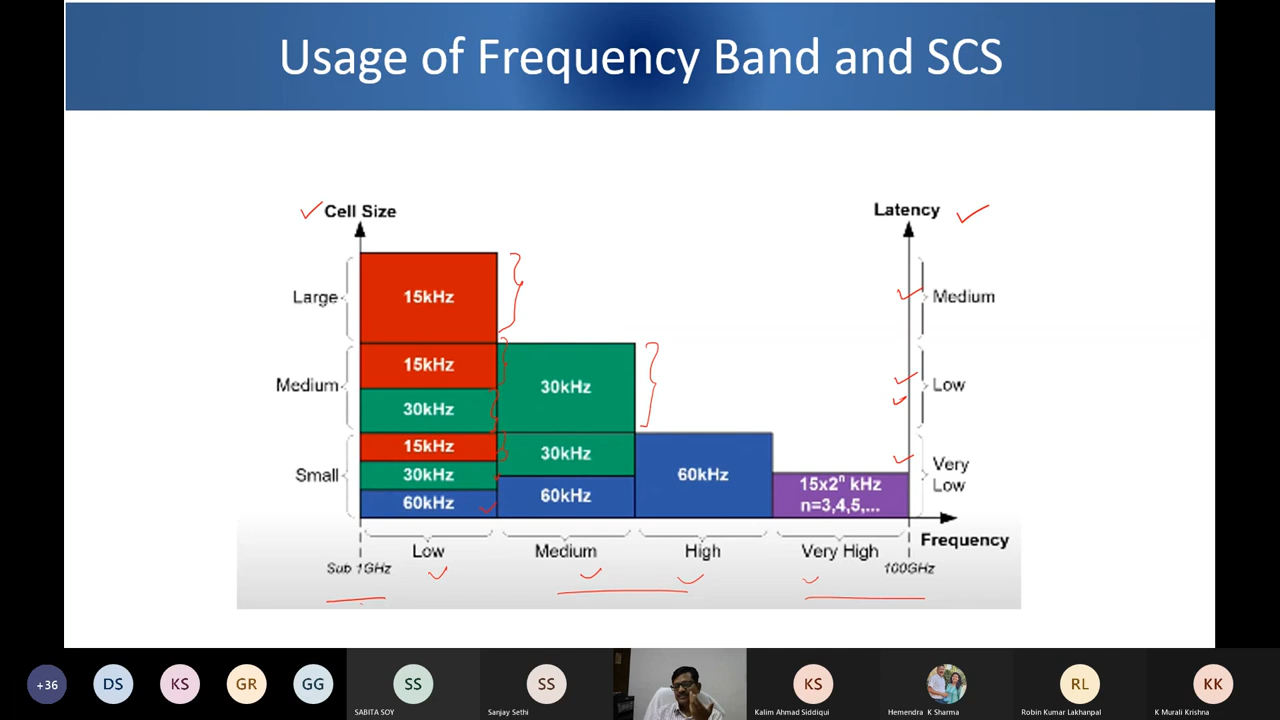 Usage of Frequency Band and SCS
Cell Size
Latency
Large
15kHz
Medium
15kHz
Medium
30kHz
Low
30kHz
15kHz
30kHz
Small
30kHz
60kHz
Very
Low
60kHz
60kHz
15x2ⁿ kHz
n=3,4,5,...
Frequency
Low
Medium
High
Very High
Sub 1GHz
100GHz
+36
DS
KS
GR
GG
SS
SS
KS
RL
KK
SABITA SOY
Sanjay Sethi
Kalim Ahmad Siddiqui
Hemendra K Sharma
Robin Kumar Lakhanpal
K Murali Krishna